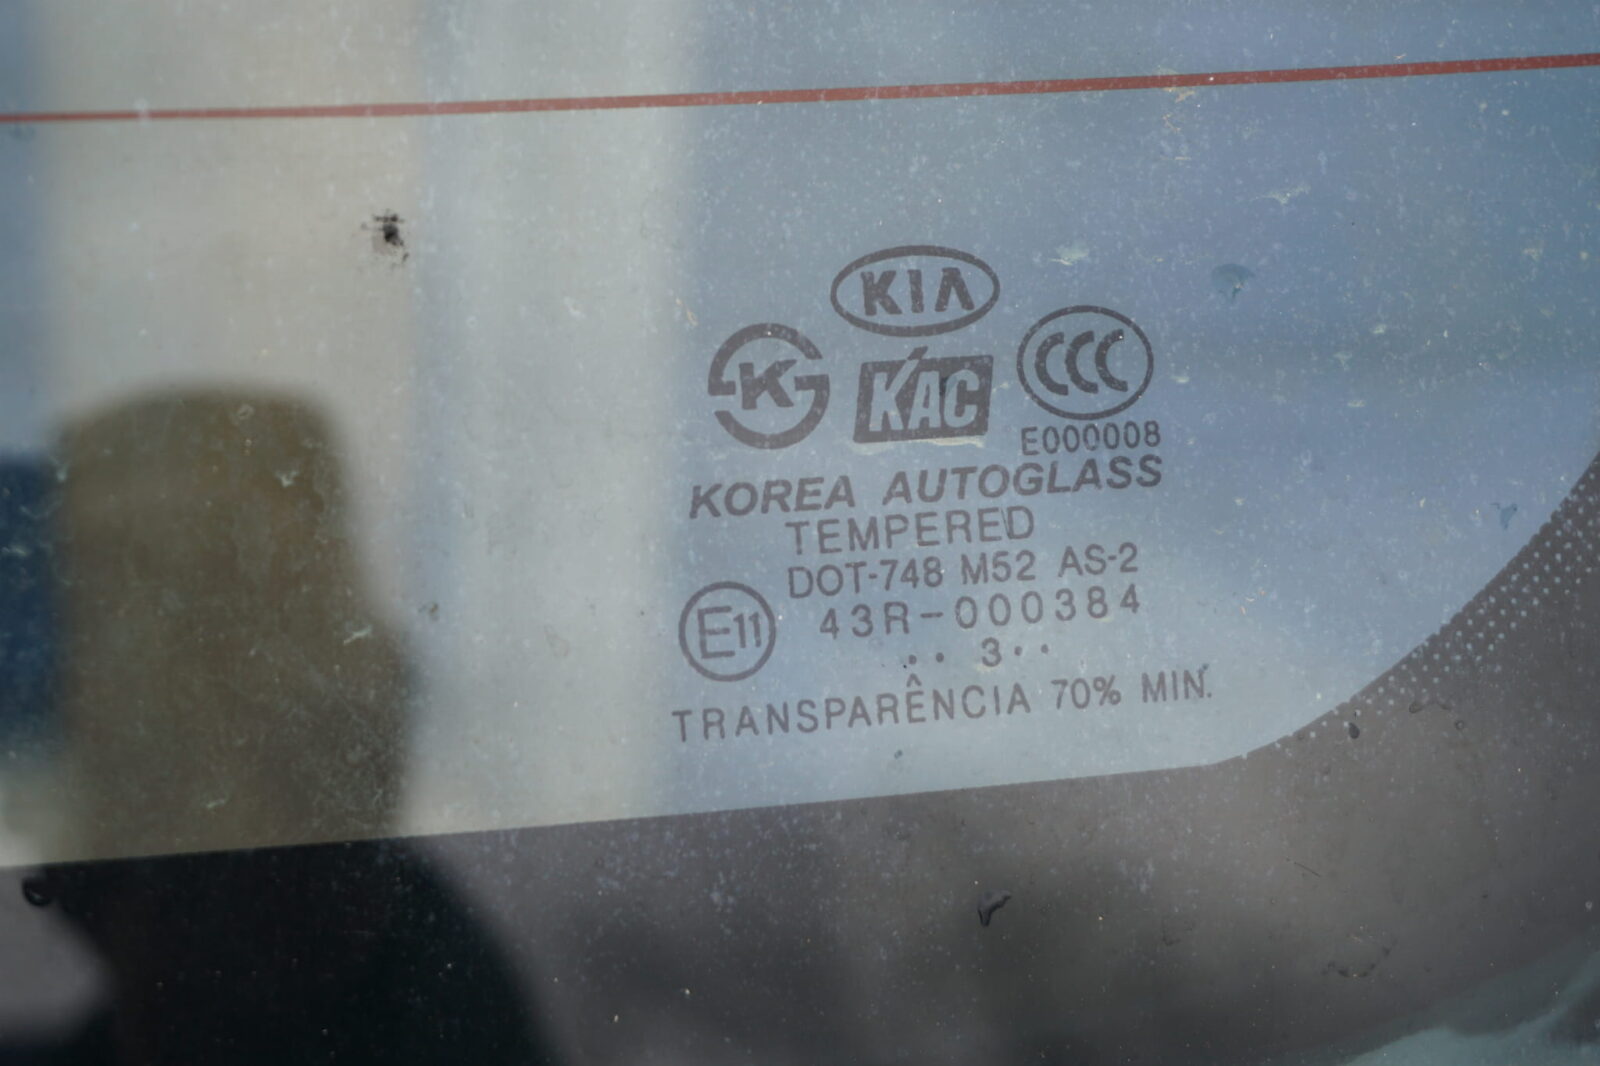 KIA
K
KAC
CCC
E000008
KOREA AUTOGLASS
TEMPERED
DOT-748 M52 AS-2
E11
43R-000384
•• 3••
TRANSPARÊNCIA 70% MIN.